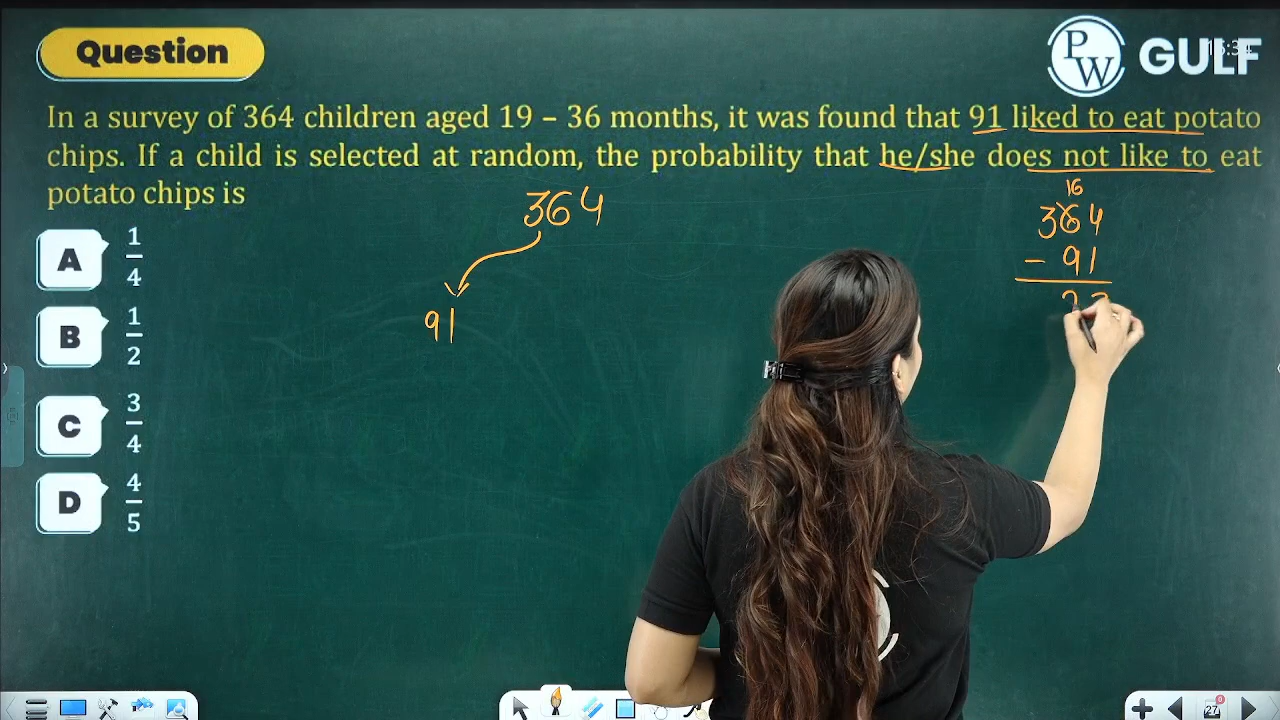 Question
PW GULF
In a survey of 364 children aged 19 – 36 months, it was found that 91 liked to eat potato
chips. If a child is selected at random, the probability that he/she does not like to eat
potato chips is
A 1/4
B 1/2
C 3/4
D 4/5
364
91
16
364
- 91
27